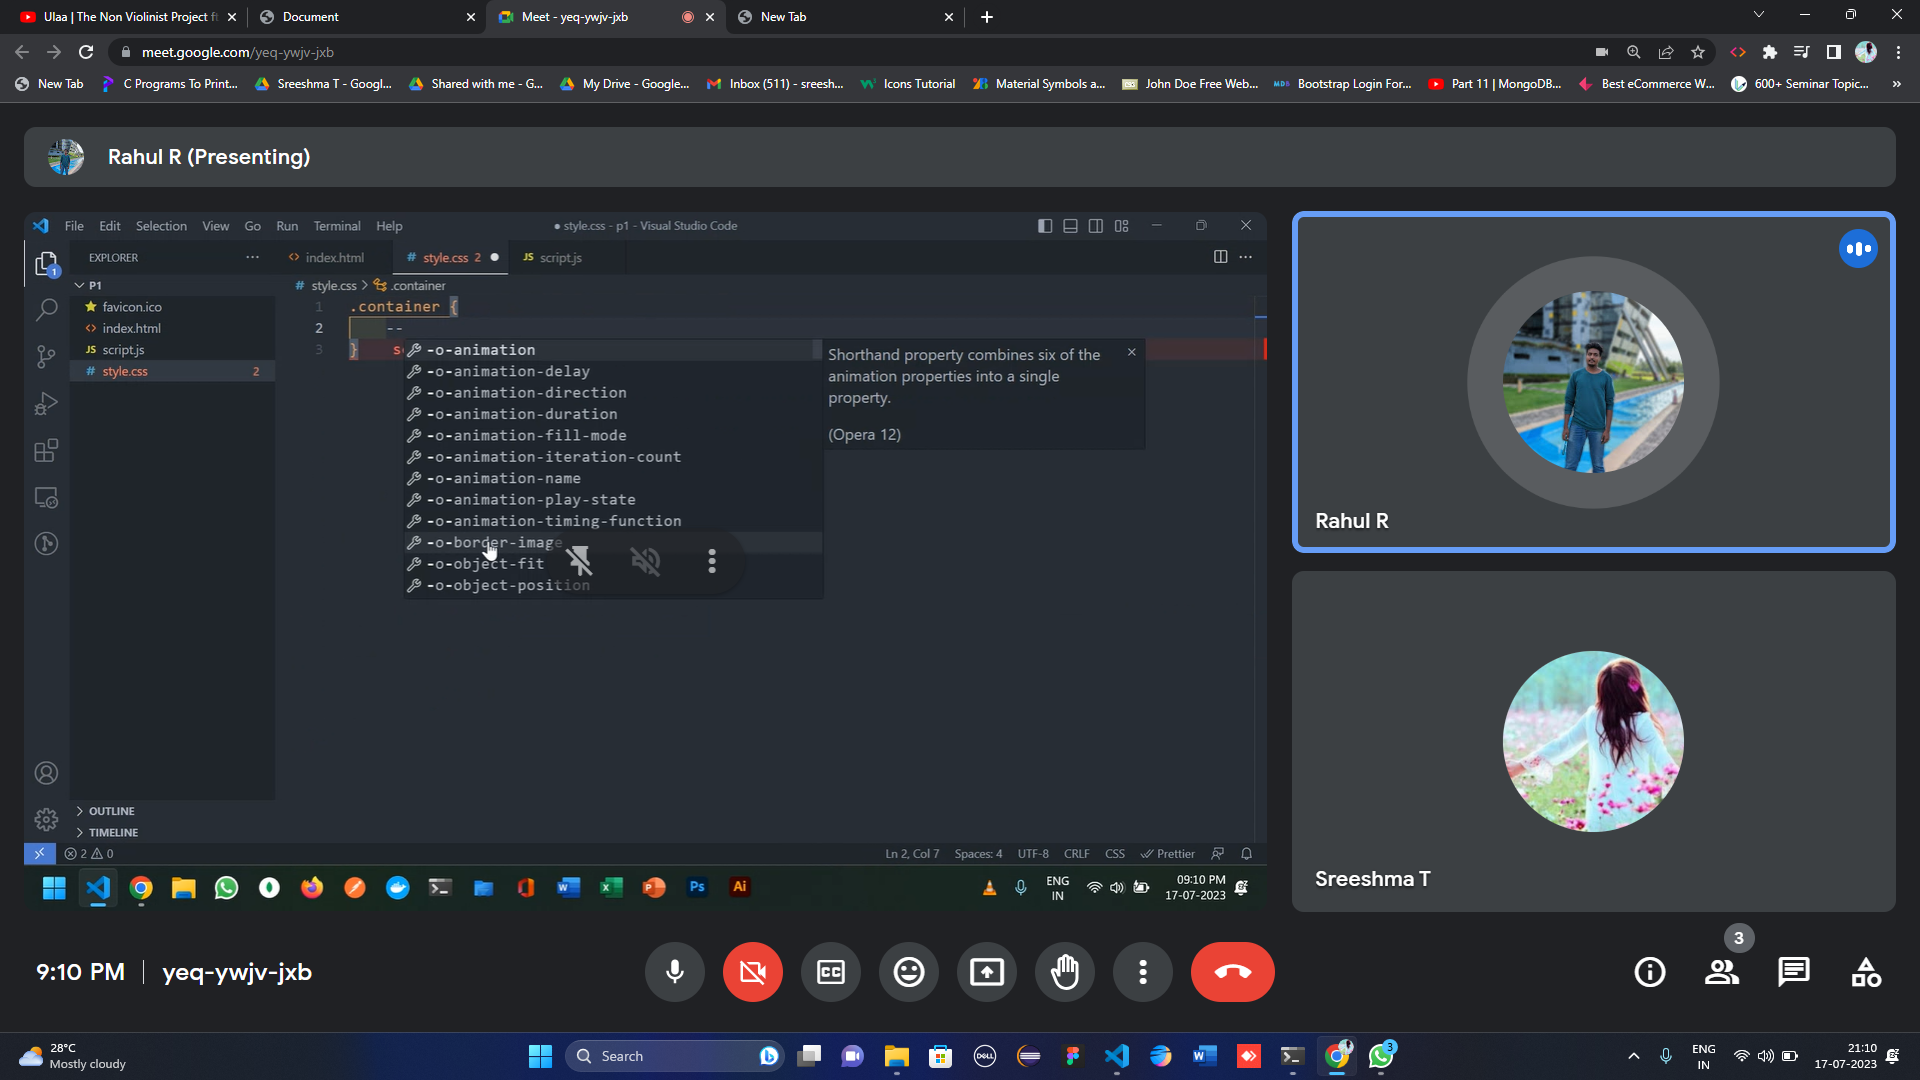 Ulaa | The Non Violinist Project ft
Document
Meet - yeq-ywjv-jxb
New Tab
meet.google.com/yeq-ywjv-jxb
New Tab
C Programs To Print...
Sreeshma T - Googl...
Shared with me - G...
My Drive - Google...
Inbox (511) - sreesh...
Icons Tutorial
Material Symbols a...
John Doe Free Web...
Bootstrap Login For...
Part 11 | MongoDB...
Best eCommerce W...
600+ Seminar Topic...
Rahul R (Presenting)
File Edit Selection View Go Run Terminal Help
● style.css - p1 - Visual Studio Code
EXPLORER
index.html
# style.css 2
JS script.js
P1
# style.css > .container
favicon.ico
index.html
JS script.js
# style.css 2
1 .container {
2 --
3 } s
-o-animation
-o-animation-delay
-o-animation-direction
-o-animation-duration
-o-animation-fill-mode
-o-animation-iteration-count
-o-animation-name
-o-animation-play-state
-o-animation-timing-function
-o-border-image
-o-object-fit
-o-object-position
Shorthand property combines six of the
animation properties into a single
property.
(Opera 12)
1
OUTLINE
TIMELINE
2 0
Ln 2, Col 7 Spaces: 4 UTF-8 CRLF CSS Prettier
Ps
Ai
ENG
IN
09:10 PM
17-07-2023
Rahul R
Sreeshma T
9:10 PM yeq-ywjv-jxb
CC
3
28°C
Mostly cloudy
Search
DELL
3
ENG
IN
21:10
17-07-2023